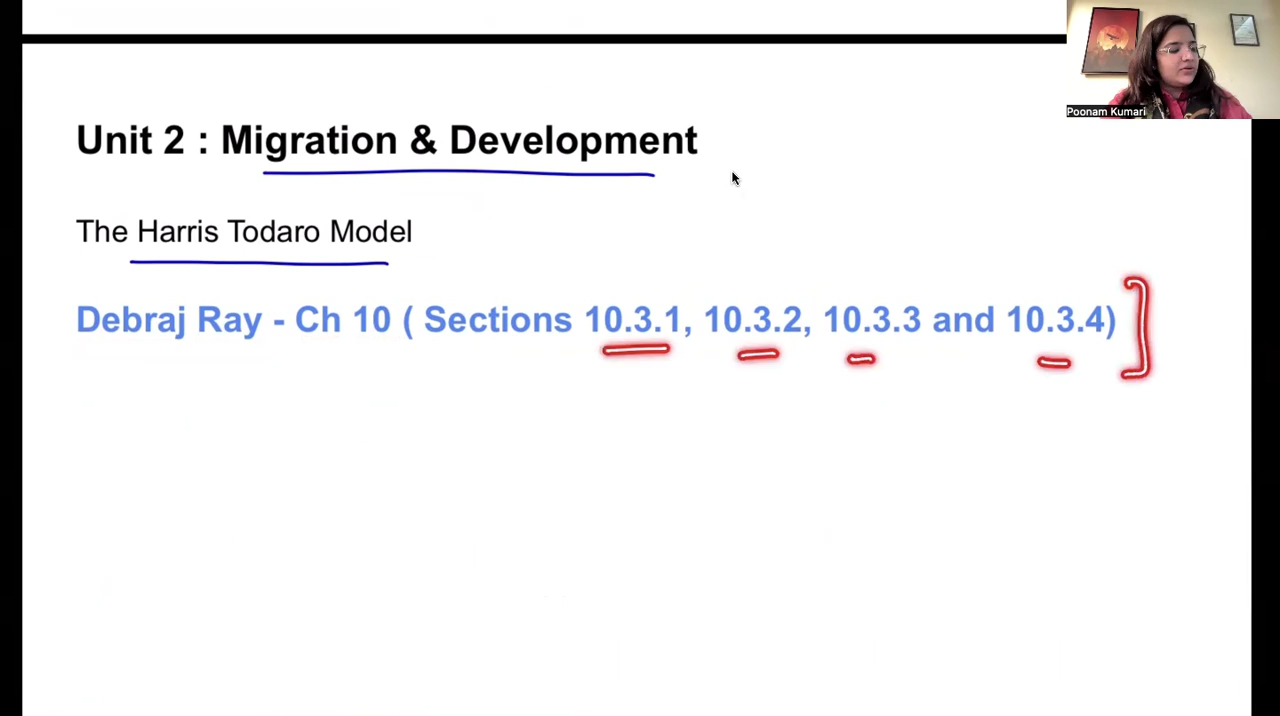 Poonam Kumari
Unit 2 : Migration & Development
The Harris Todaro Model
Debraj Ray - Ch 10 ( Sections 10.3.1, 10.3.2, 10.3.3 and 10.3.4)